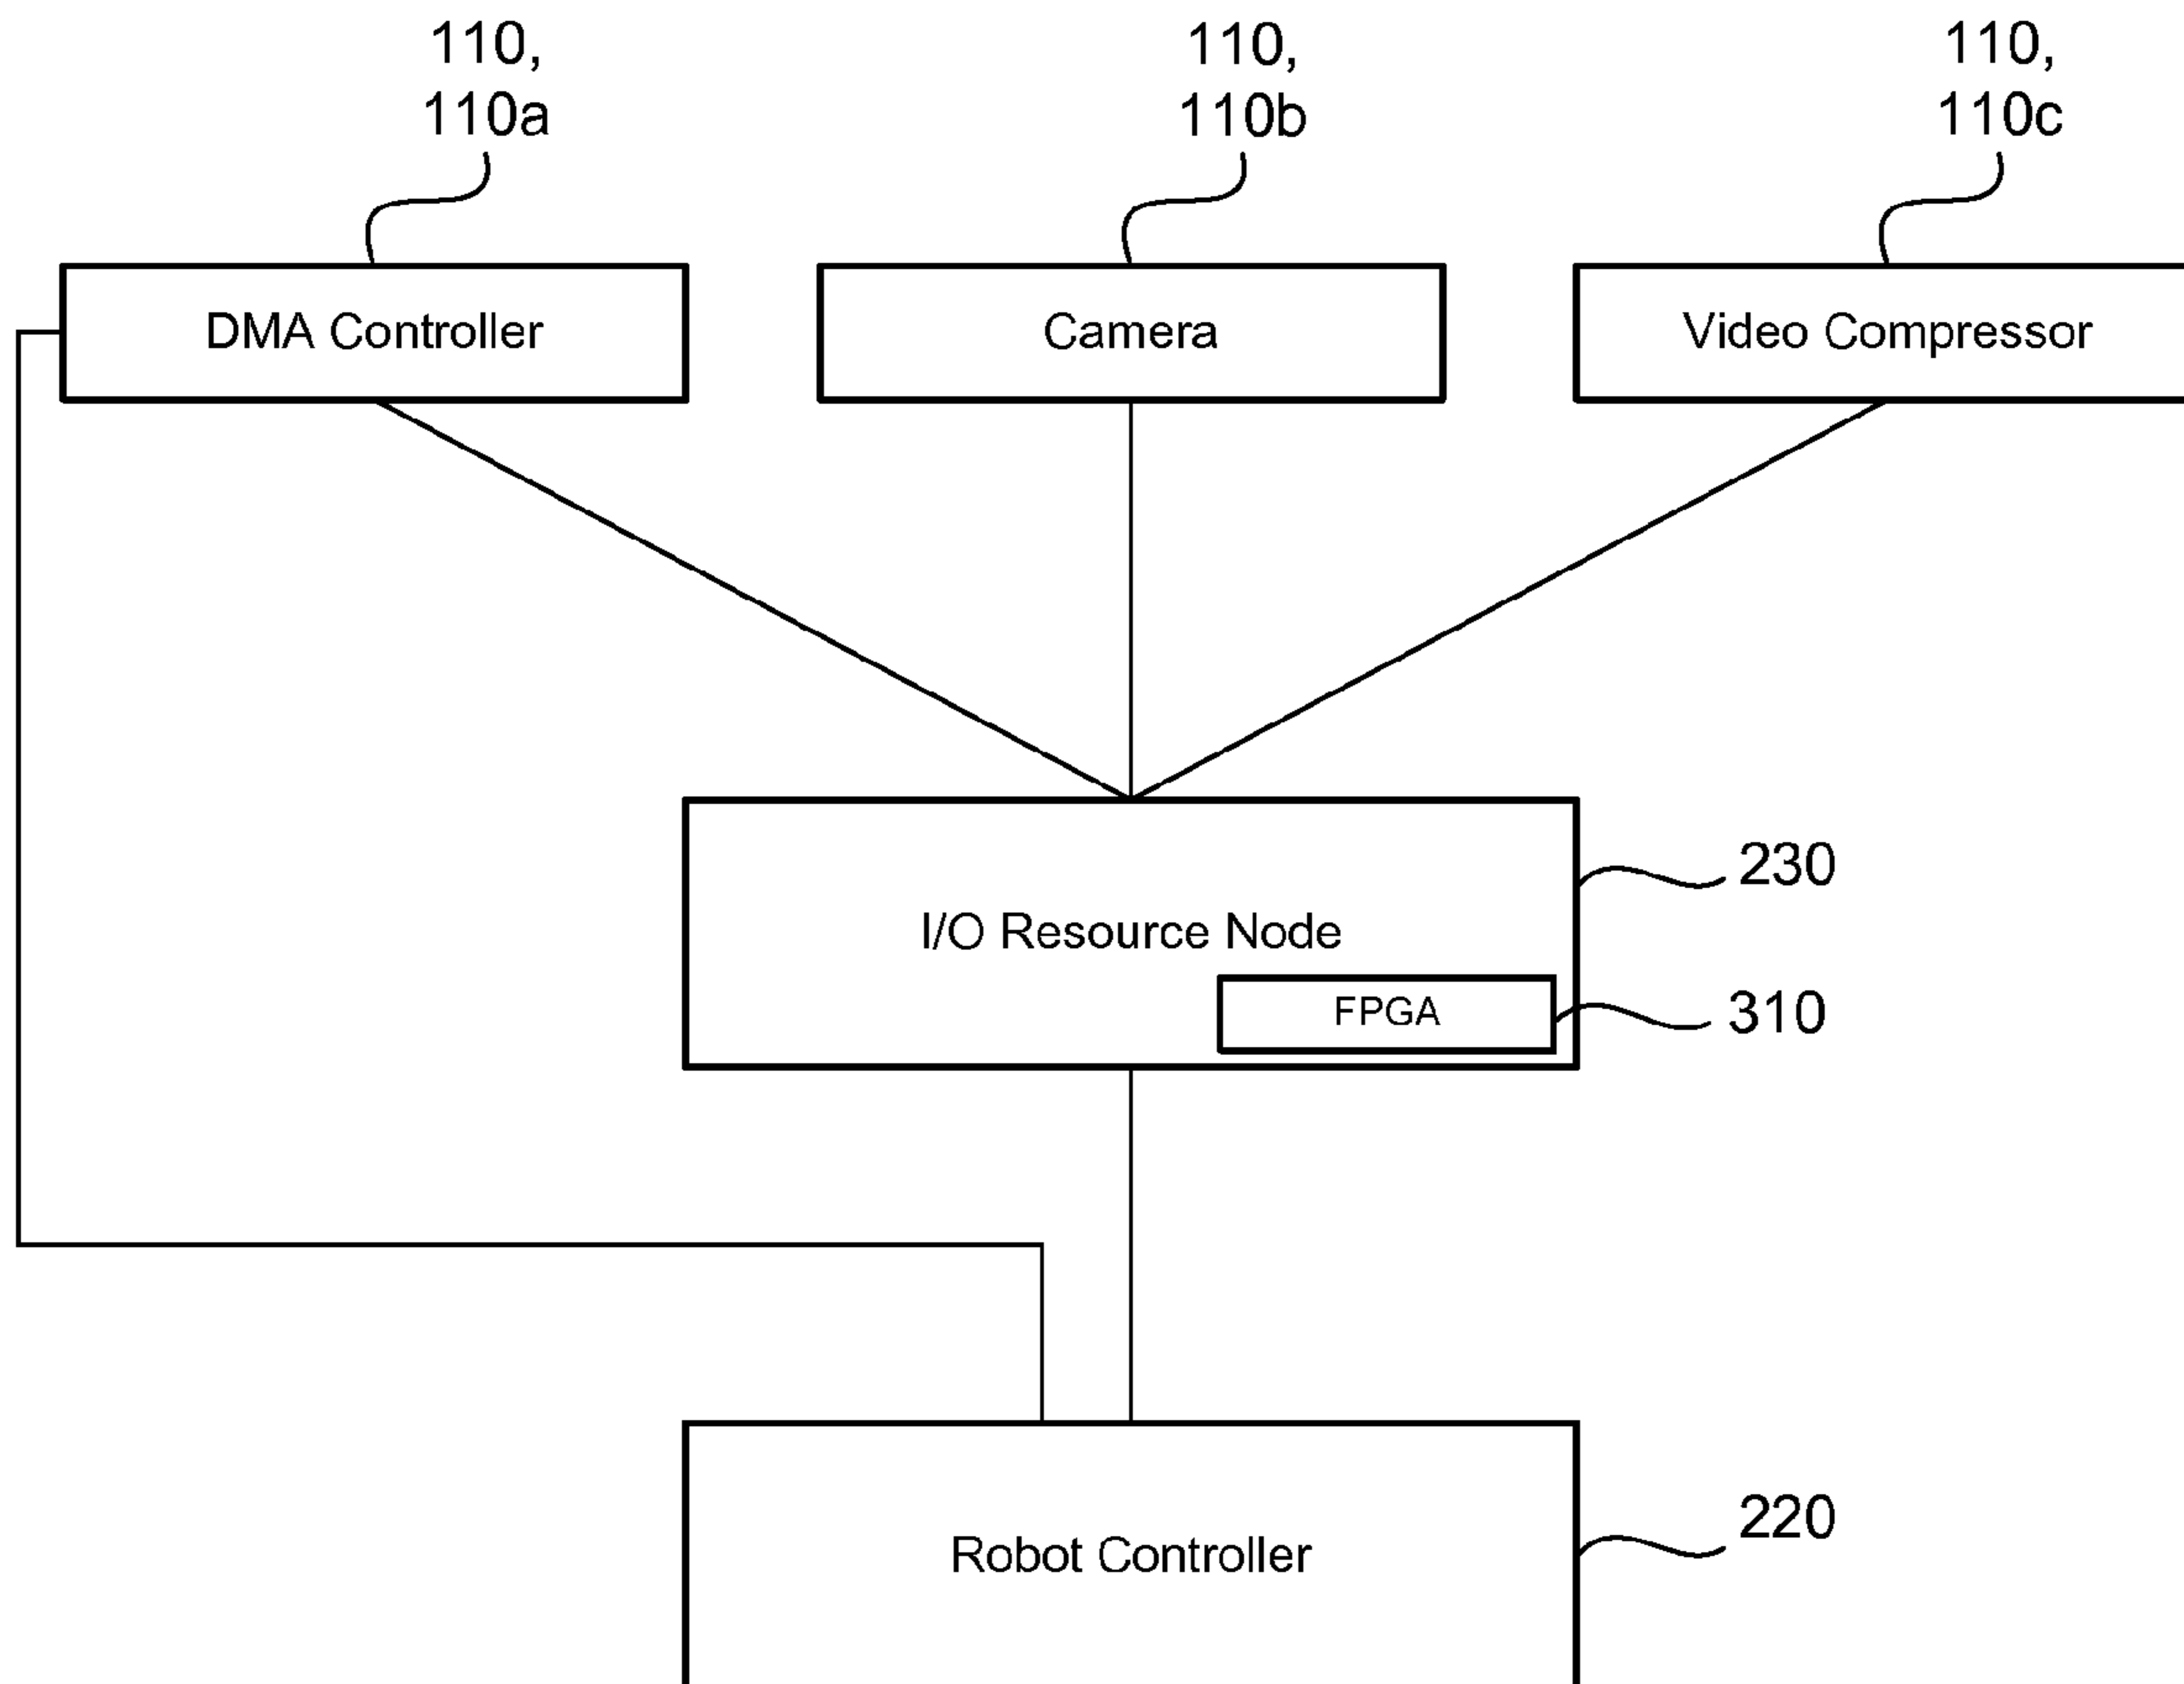 110,
110a
110,
110b
110,
110c
DMA Controller
Camera
Video Compressor
230
I/O Resource Node
FPGA
310
220
Robot Controller